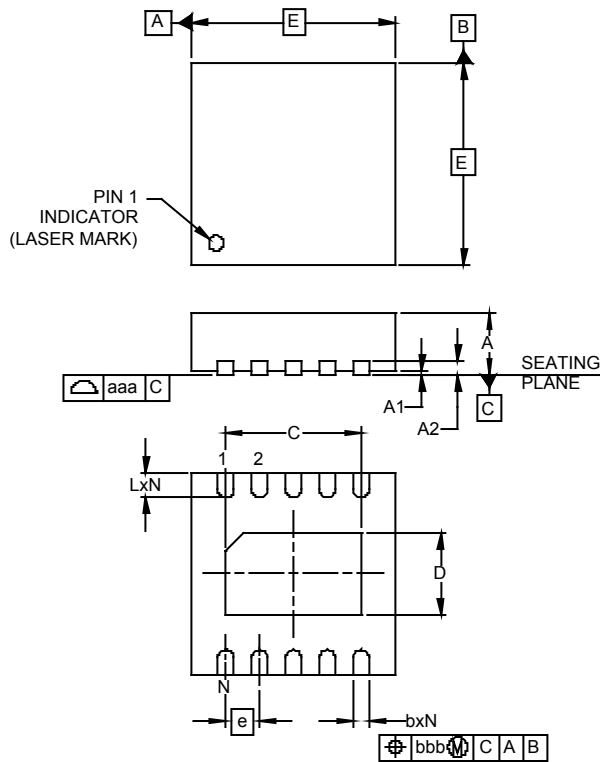 A
E
B
E
PIN 1
INDICATOR
(LASER MARK)
A
SEATING
PLANE
aaa C
A1
A2
C
C
1 2
LxN
D
N
e
bxN
bbb M C A B